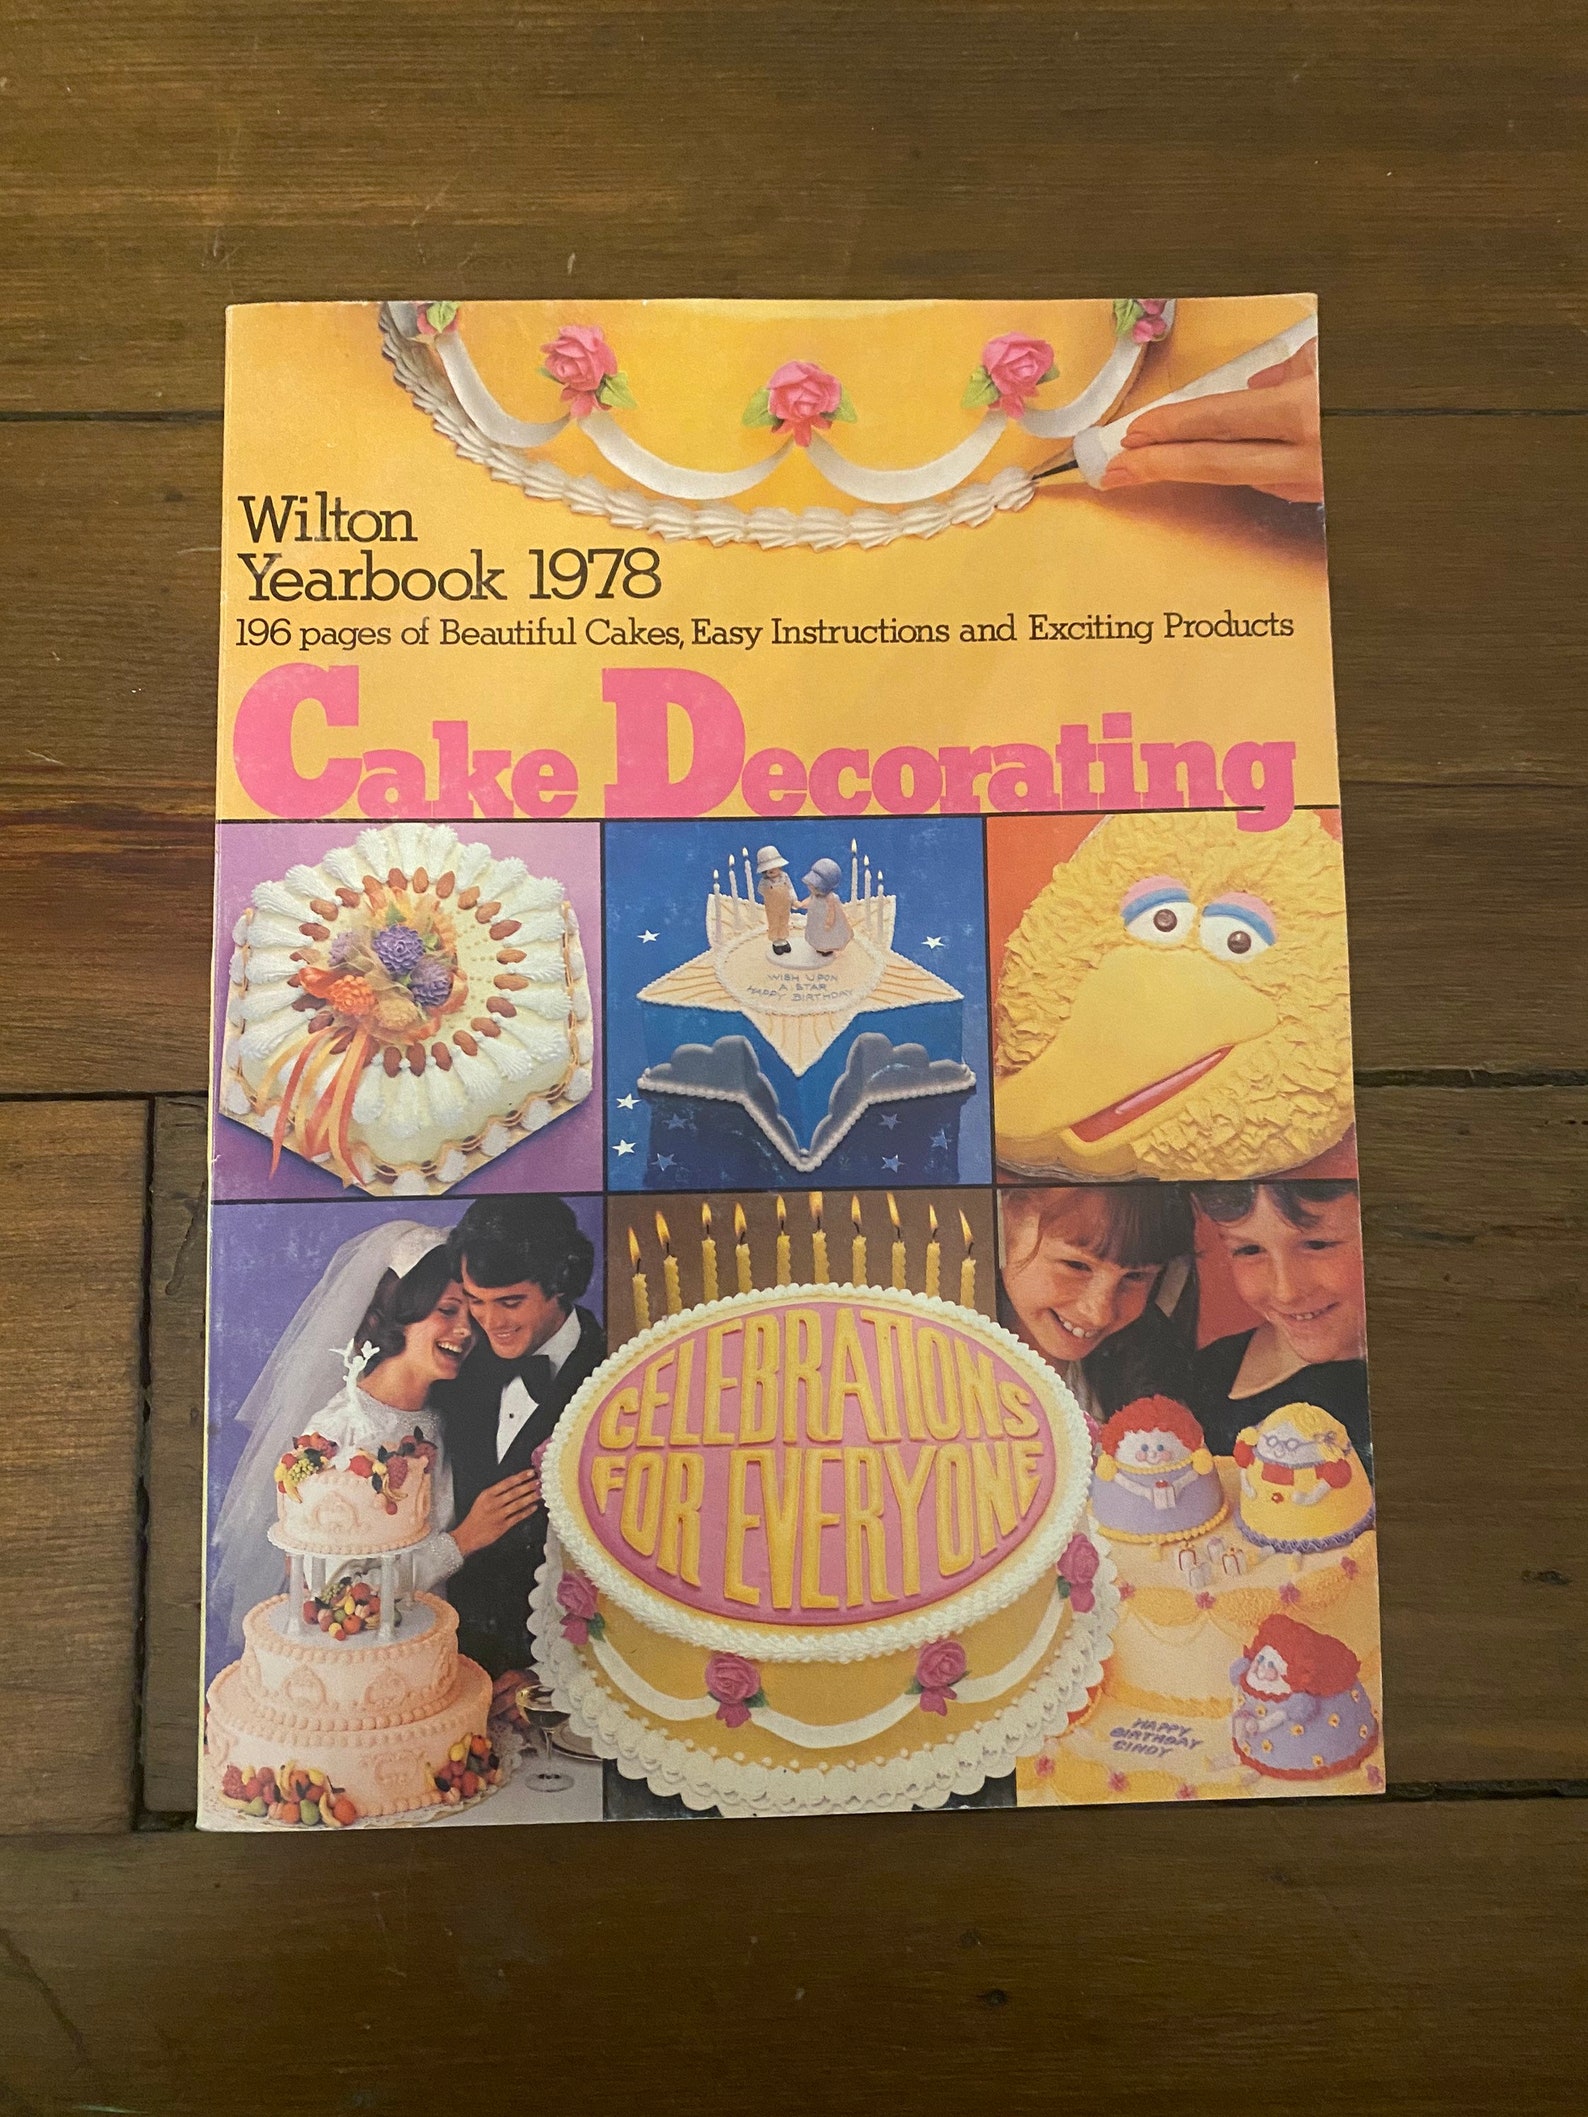 Wilton
Yearbook 1978
196 pages of Beautiful Cakes, Easy Instructions and Exciting Products
Cake Decorating
WISH UPON
A STAR
HAPPY BIRTHDAY
CELEBRATIONS
FOR EVERYONE
HAPPY
BIRTHDAY
CINDY